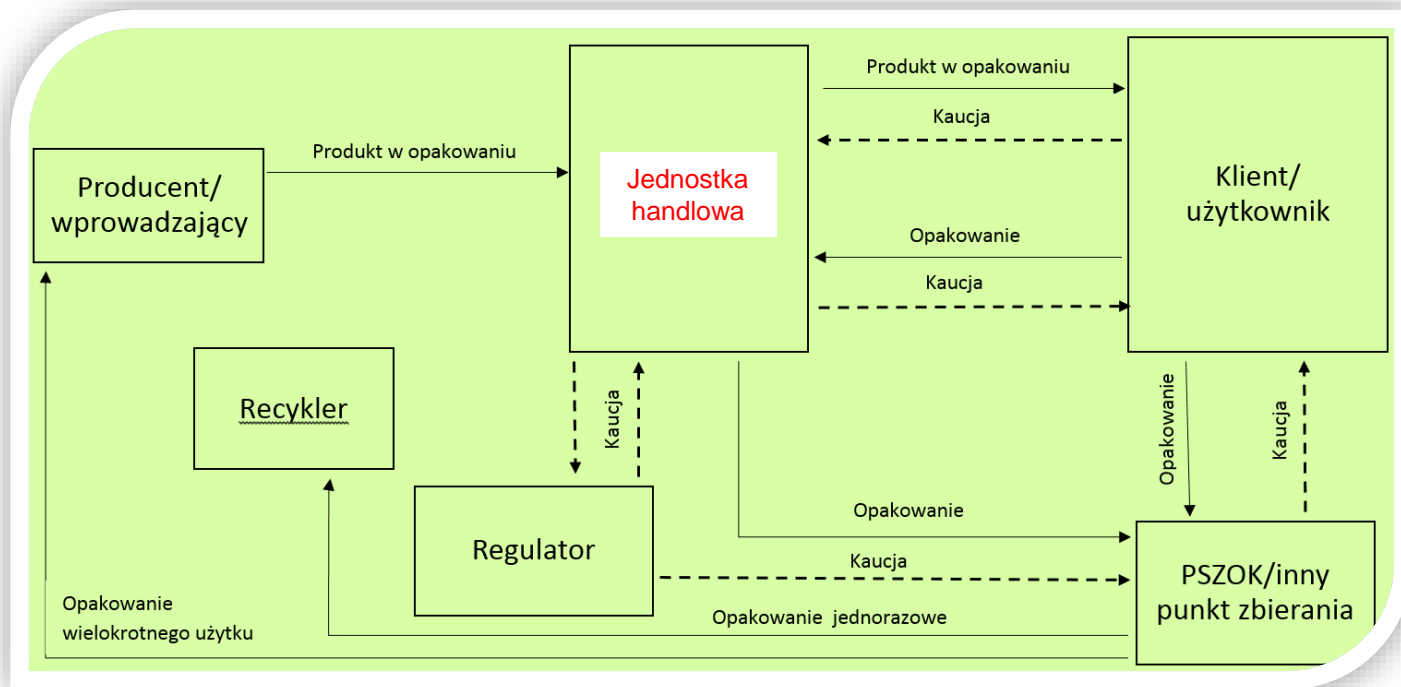 Produkt w opakowaniu
Kaucja
Produkt w opakowaniu
Producent/
wprowadzający
Jednostka
handlowa
Klient/
użytkownik
Opakowanie
Kaucja
Recykler
Kaucja
Opakowanie
Kaucja
Regulator
Opakowanie
Kaucja
PSZOK/inny
punkt zbierania
Opakowanie
wielokrotnego użytku
Opakowanie jednorazowe